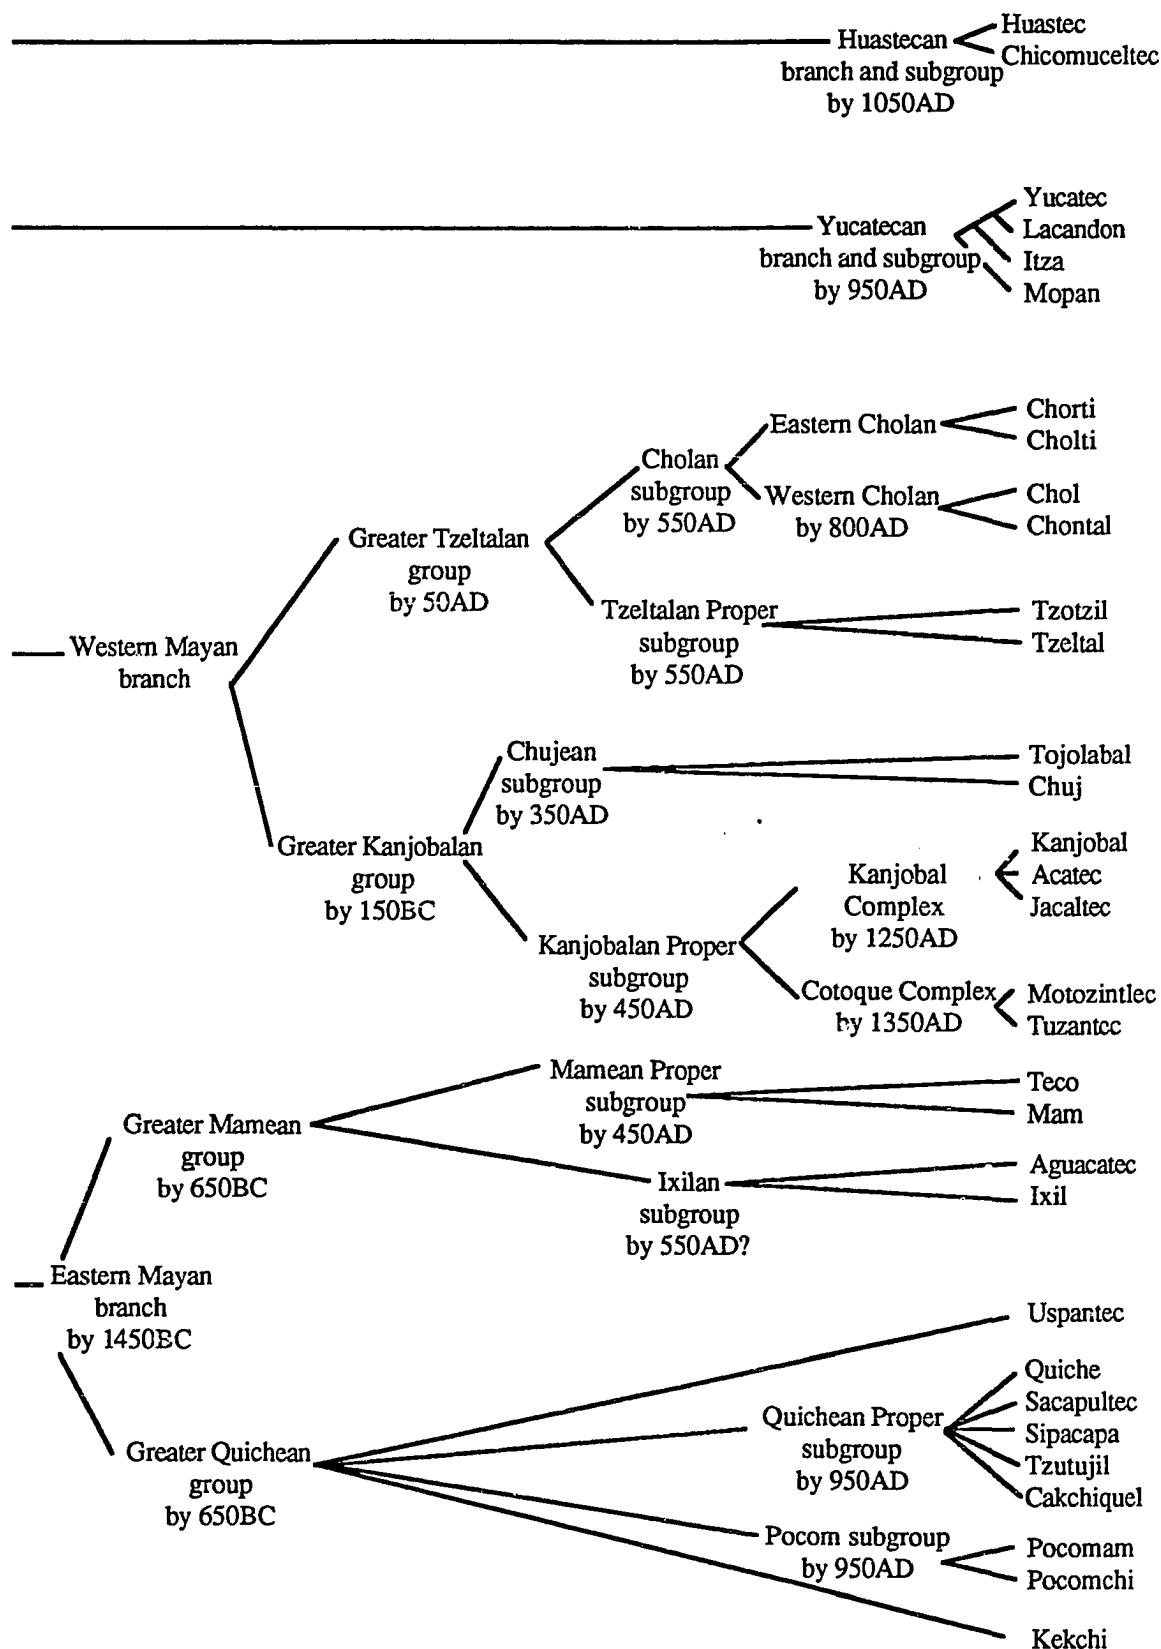 Huastec
Huastecan
Chicomuceltec
branch and subgroup
by 1050AD
Yucatec
Yucatecan
Lacandon
branch and subgroup
Itza
by 950AD
Mopan
Chorti
Eastern Cholan
Cholti
Cholan
subgroup
by 550AD
Western Cholan
by 800AD
Chol
Chontal
Greater Tzeltalan
group
by 50AD
Tzeltalan Proper
subgroup
by 550AD
Tzotzil
Tzeltal
Western Mayan
branch
Chujean
subgroup
by 350AD
Tojolabal
Chuj
Greater Kanjobalan
group
by 150BC
Kanjobal
Complex
by 1250AD
Kanjobal
Acatec
Jacaltec
Kanjobalan Proper
subgroup
by 450AD
Cotoque Complex
by 1350AD
Motozintlec
Tuzantec
Mamean Proper
subgroup
by 450AD
Teco
Mam
Greater Mamean
group
by 650BC
Ixilan
subgroup
by 550AD?
Aguacatec
Ixil
Eastern Mayan
branch
by 1450BC
Uspantec
Quichean Proper
subgroup
by 950AD
Quiche
Sacapultec
Sipacapa
Tzutujil
Cakchiquel
Greater Quichean
group
by 650BC
Pocom subgroup
by 950AD
Pocomam
Pocomchi
Kekchi